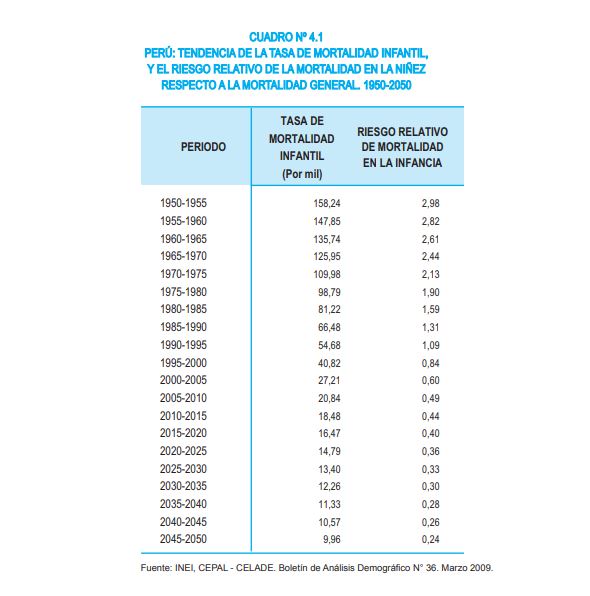 CUADRO Nº 4.1
PERÚ: TENDENCIA DE LA TASA DE MORTALIDAD INFANTIL,
Y EL RIESGO RELATIVO DE LA MORTALIDAD EN LA NIÑEZ
RESPECTO A LA MORTALIDAD GENERAL. 1950-2050
PERIODO
TASA DE
MORTALIDAD
INFANTIL
(Por mil)
RIESGO RELATIVO
DE MORTALIDAD
EN LA INFANCIA
1950-1955 158,24 2,98
1955-1960 147,85 2,82
1960-1965 135,74 2,61
1965-1970 125,95 2,44
1970-1975 109,98 2,13
1975-1980 98,79 1,90
1980-1985 81,22 1,59
1985-1990 66,48 1,31
1990-1995 54,68 1,09
1995-2000 40,82 0,84
2000-2005 27,21 0,60
2005-2010 20,84 0,49
2010-2015 18,48 0,44
2015-2020 16,47 0,40
2020-2025 14,79 0,36
2025-2030 13,40 0,33
2030-2035 12,26 0,30
2035-2040 11,33 0,28
2040-2045 10,57 0,26
2045-2050 9,96 0,24
Fuente: INEI, CEPAL - CELADE. Boletín de Análisis Demográfico N° 36. Marzo 2009.